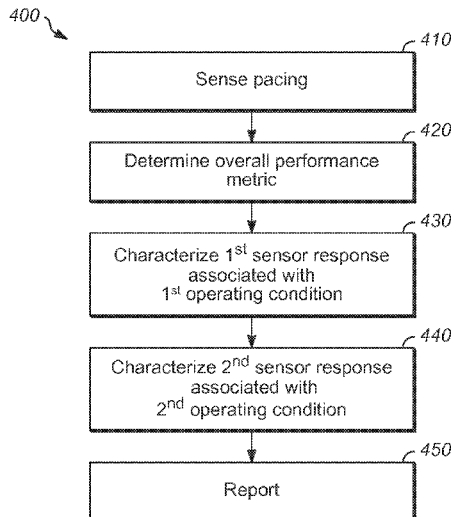 400
410
Sense pacing
420
Determine overall performance
metric
430
Characterize 1st sensor response
associated with
1st operating condition
440
Characterize 2nd sensor response
associated with
2nd operating condition
450
Report